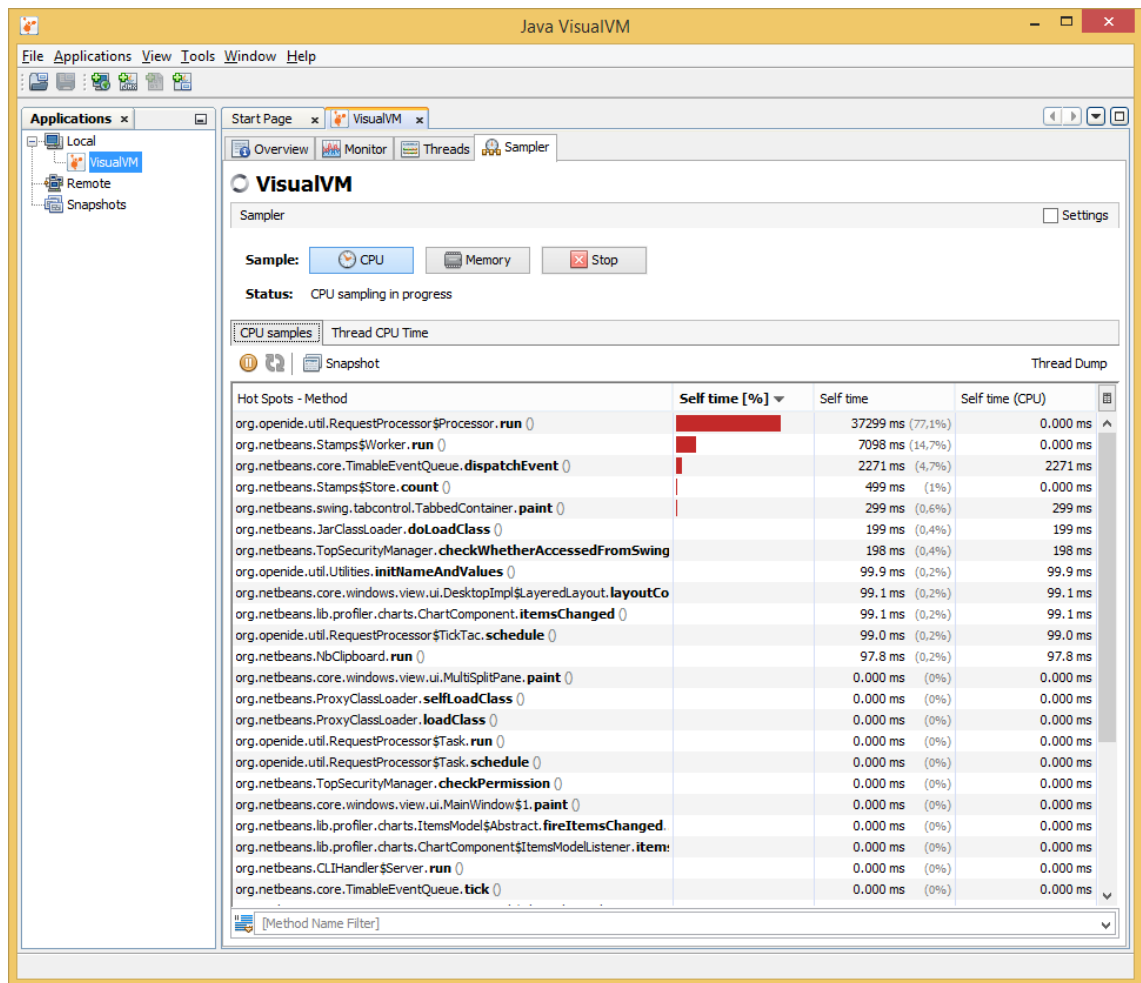 Java VisualVM
File Applications View Tools Window Help
Applications
Start Page VisualVM
Local
VisualVM
Remote
Snapshots
Overview Monitor Threads Sampler
VisualVM
Sampler Settings
Sample: CPU Memory Stop
Status: CPU sampling in progress
CPU samples Thread CPU Time
Snapshot Thread Dump
Hot Spots - Method Self time [%] Self time Self time (CPU)
org.openide.util.RequestProcessor$Processor.run () 37299 ms (77,1%) 0.000 ms
org.netbeans.Stamps$Worker.run () 7098 ms (14,7%) 0.000 ms
org.netbeans.core.TimableEventQueue.dispatchEvent () 2271 ms (4,7%) 2271 ms
org.netbeans.Stamps$Store.count () 499 ms (1%) 0.000 ms
org.netbeans.swing.tabcontrol.TabbedContainer.paint () 299 ms (0,6%) 299 ms
org.netbeans.JarClassLoader.doLoadClass () 199 ms (0,4%) 199 ms
org.netbeans.TopSecurityManager.checkWhetherAccessedFromSwing 198 ms (0,4%) 198 ms
org.openide.util.Utilities.initNameAndValues () 99.9 ms (0,2%) 99.9 ms
org.netbeans.core.windows.view.ui.DesktopImpl$LayeredLayout.layoutCo 99.1 ms (0,2%) 99.1 ms
org.netbeans.lib.profiler.charts.ChartComponent.itemsChanged () 99.1 ms (0,2%) 99.1 ms
org.openide.util.RequestProcessor$TickTac.schedule () 99.0 ms (0,2%) 99.0 ms
org.netbeans.NbClipboard.run () 97.8 ms (0,2%) 97.8 ms
org.netbeans.core.windows.view.ui.MultiSplitPane.paint () 0.000 ms (0%) 0.000 ms
org.netbeans.ProxyClassLoader.selfLoadClass () 0.000 ms (0%) 0.000 ms
org.netbeans.ProxyClassLoader.loadClass () 0.000 ms (0%) 0.000 ms
org.openide.util.RequestProcessor$Task.run () 0.000 ms (0%) 0.000 ms
org.openide.util.RequestProcessor$Task.schedule () 0.000 ms (0%) 0.000 ms
org.netbeans.TopSecurityManager.checkPermission () 0.000 ms (0%) 0.000 ms
org.netbeans.core.windows.view.ui.MainWindow$1.paint () 0.000 ms (0%) 0.000 ms
org.netbeans.lib.profiler.charts.ItemsModel$Abstract.fireItemsChanged. 0.000 ms (0%) 0.000 ms
org.netbeans.lib.profiler.charts.ChartComponent$ItemsModelListener.item 0.000 ms (0%) 0.000 ms
org.netbeans.CLIHandler$Server.run () 0.000 ms (0%) 0.000 ms
org.netbeans.core.TimableEventQueue.tick () 0.000 ms (0%) 0.000 ms
[Method Name Filter]